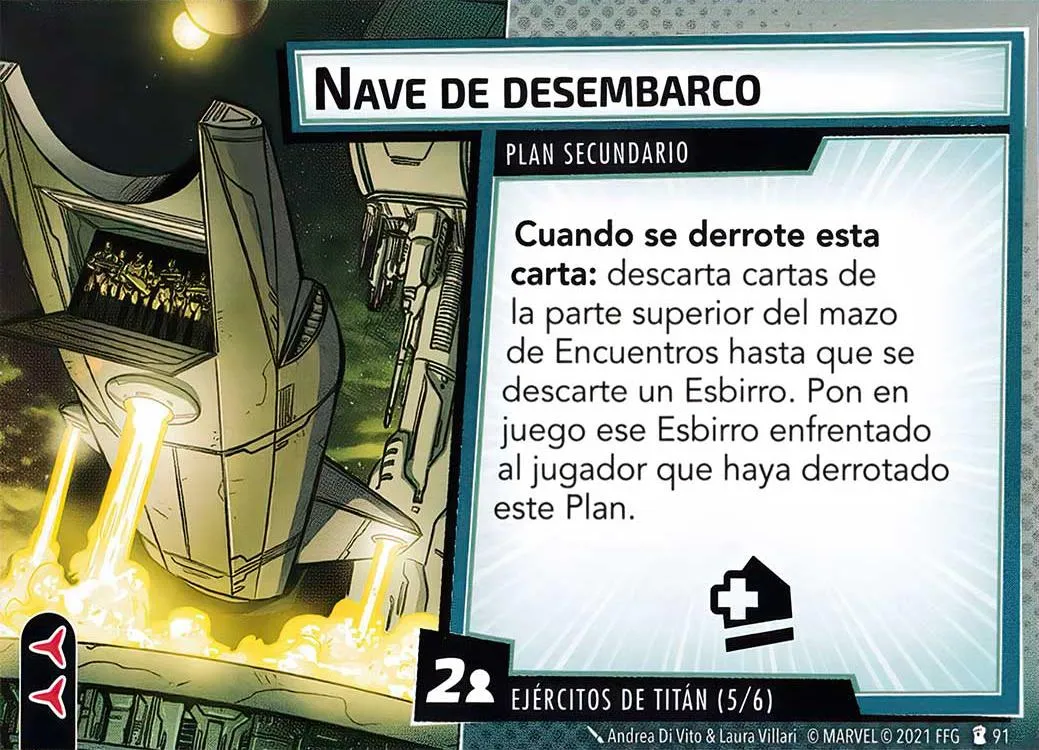 Nave de desembarco
PLAN SECUNDARIO
Cuando se derrote esta
carta: descarta cartas de
la parte superior del mazo
de Encuentros hasta que se
descarte un Esbirro. Pon en
juego ese Esbirro enfrentado
al jugador que haya derrotado
este Plan.
2
EJÉRCITOS DE TITÁN (5/6)
Andrea Di Vito & Laura Villari © MARVEL © 2021 FFG 91